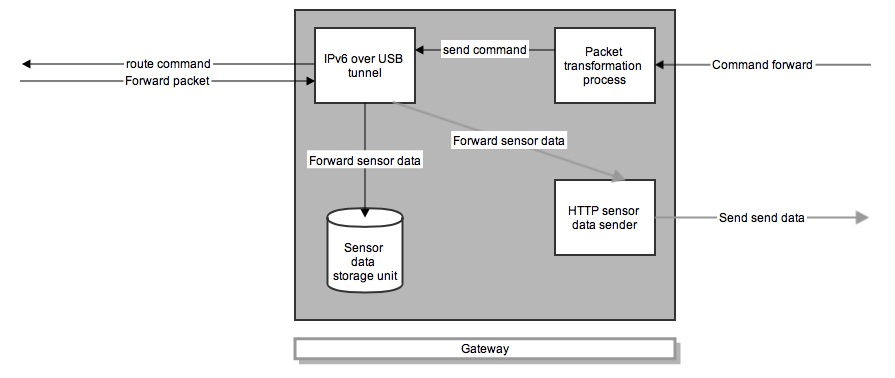 route command
Forward packet
IPv6 over USB
tunnel
send command
Packet
transformation
process
Command forward
Forward sensor data
Forward sensor data
HTTP sensor
data sender
Send send data
Sensor
data
storage unit
Gateway